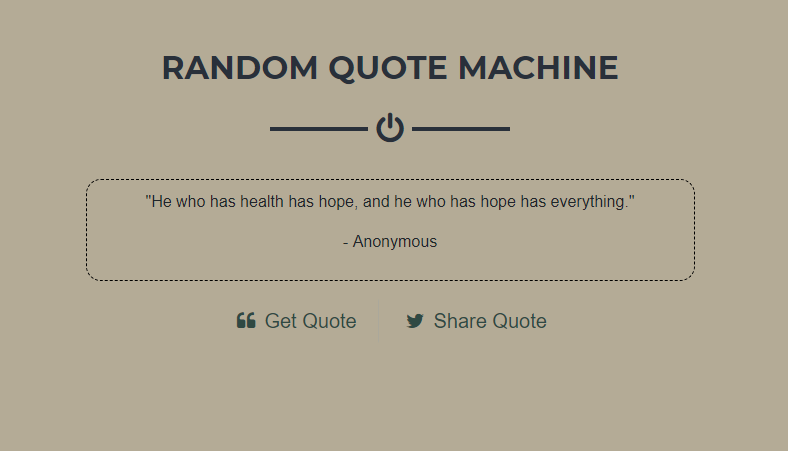 RANDOM QUOTE MACHINE
"He who has health has hope, and he who has hope has everything."
- Anonymous
Get Quote
Share Quote